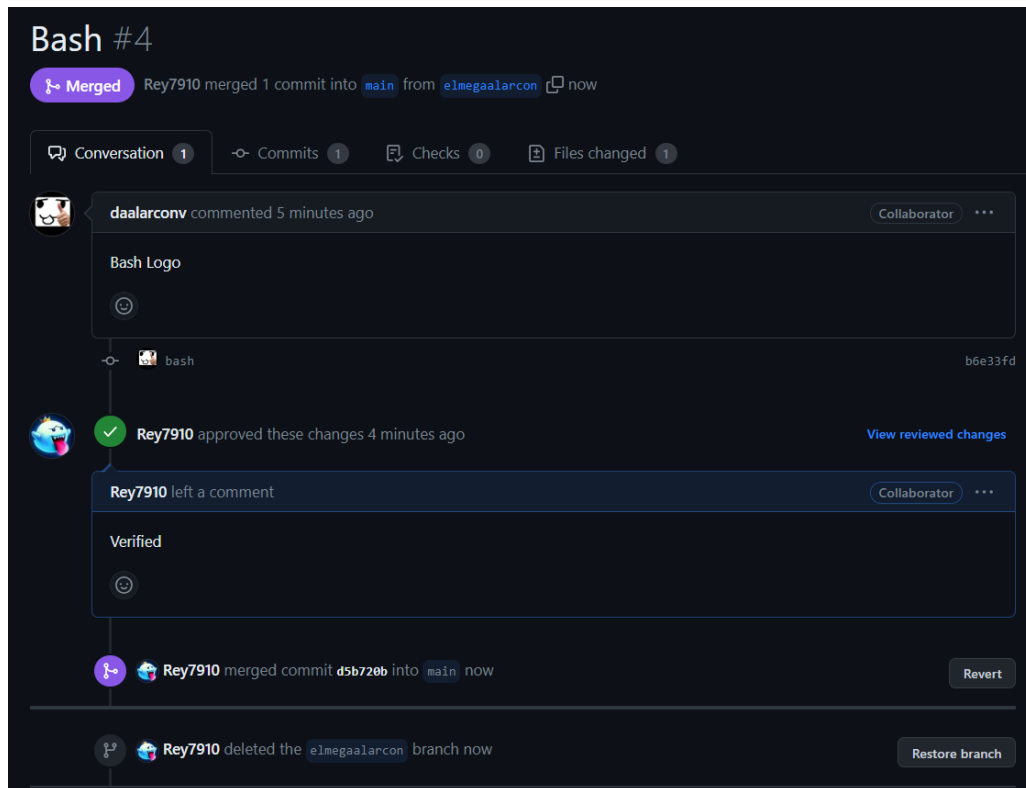 Bash #4
Merged Rey7910 merged 1 commit into main from elmegaalarcon now
Conversation 1 Commits 1 Checks 0 Files changed 1
daalarconv commented 5 minutes ago Collaborator ...
Bash Logo
bash b6e33fd
Rey7910 approved these changes 4 minutes ago View reviewed changes
Rey7910 left a comment Collaborator ...
Verified
Rey7910 merged commit d5b720b into main now Revert
Rey7910 deleted the elmegaalarcon branch now Restore branch